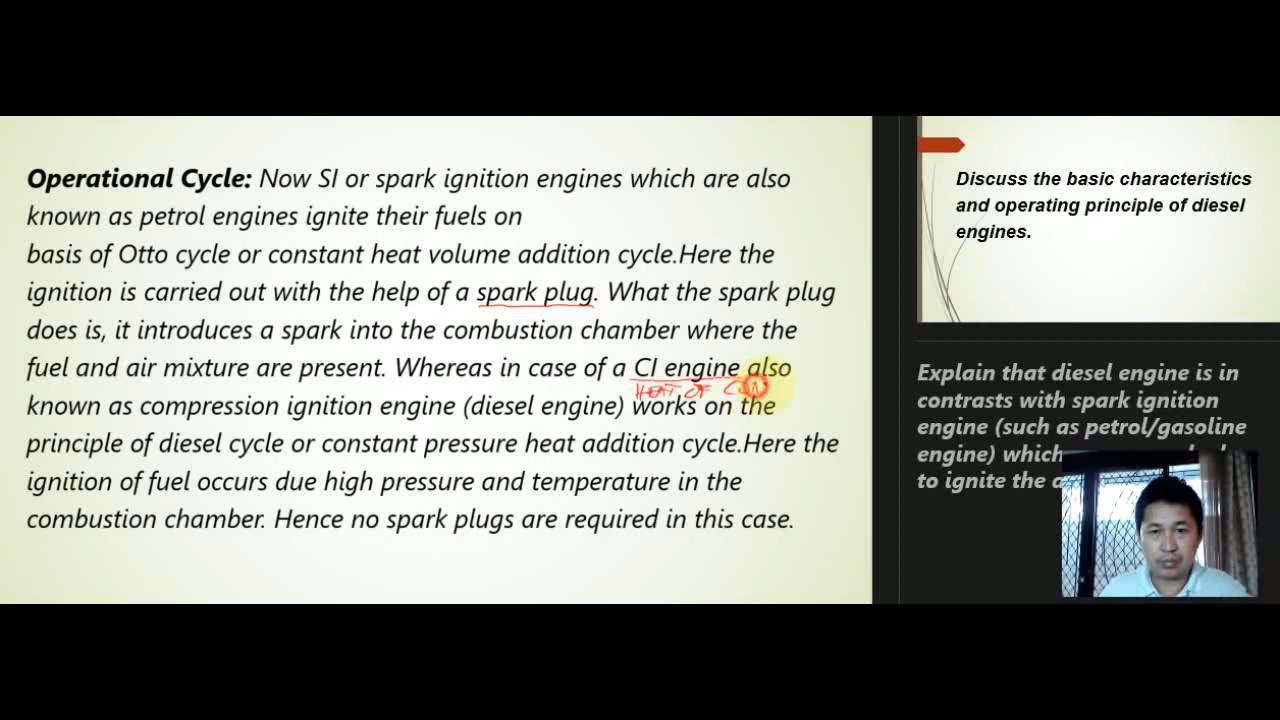 Operational Cycle: Now SI or spark ignition engines which are also
known as petrol engines ignite their fuels on
basis of Otto cycle or constant heat volume addition cycle.Here the
ignition is carried out with the help of a spark plug. What the spark plug
does is, it introduces a spark into the combustion chamber where the
fuel and air mixture are present. Whereas in case of a CI engine also
HEAT OF
known as compression ignition engine (diesel engine) works on the
principle of diesel cycle or constant pressure heat addition cycle.Here the
ignition of fuel occurs due high pressure and temperature in the
combustion chamber. Hence no spark plugs are required in this case.
Discuss the basic characteristics
and operating principle of diesel
engines.
Explain that diesel engine is in
contrasts with spark ignition
engine (such as petrol/gasoline
engine) which
to ignite the